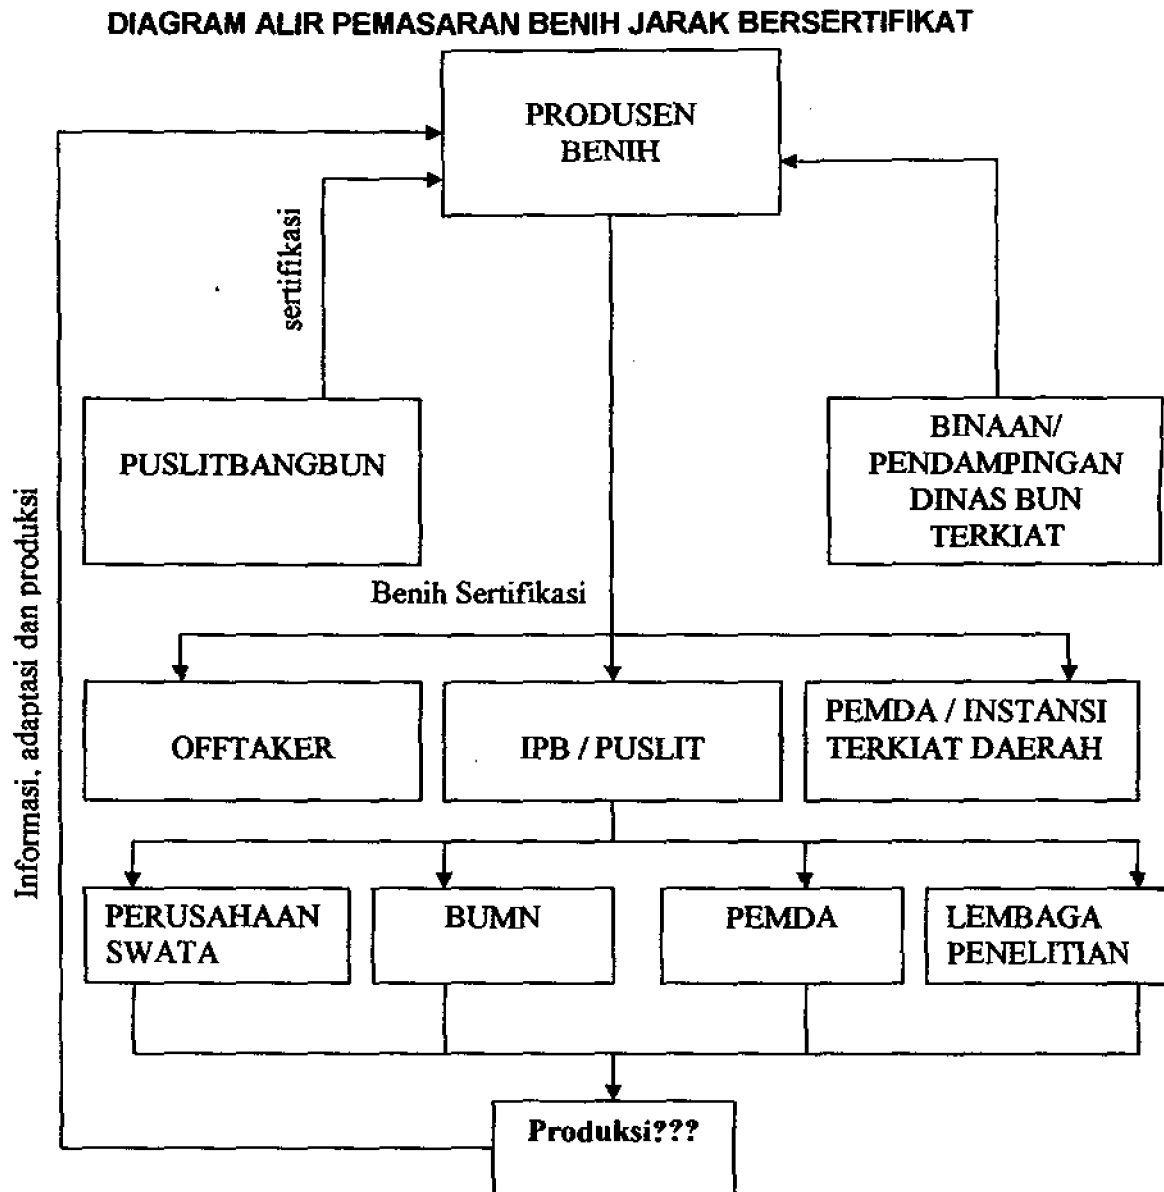 DIAGRAM ALIR PEMASARAN BENIH JARAK BERSERTIFIKAT
PRODUSEN
BENIH
sertifikasi
PUSLITBANGBUN
BINAAN/
PENDAMPINGAN
DINAS BUN
TERKIAT
Informasi, adaptasi dan produksi
Benih Sertifikasi
OFFTAKER
IPB / PUSLIT
PEMDA / INSTANSI
TERKIAT DAERAH
PERUSAHAAN
SWATA
BUMN
PEMDA
LEMBAGA
PENELITIAN
Produksi???